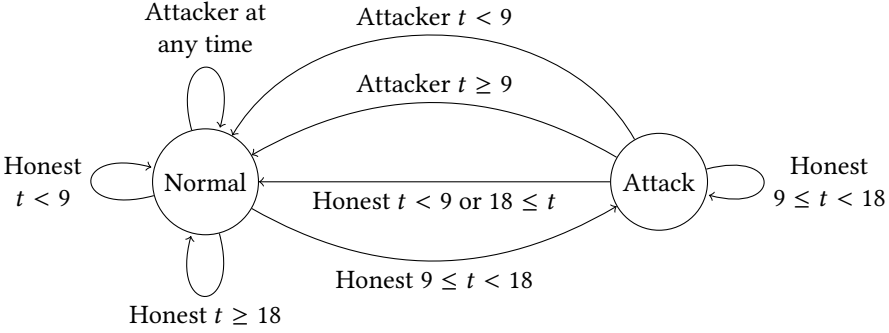 Attacker at
any time
Attacker t < 9
Attacker t ≥ 9
Honest
t < 9
Normal
Attack
Honest
9 ≤ t < 18
Honest t < 9 or 18 ≤ t
Honest 9 ≤ t < 18
Honest t ≥ 18